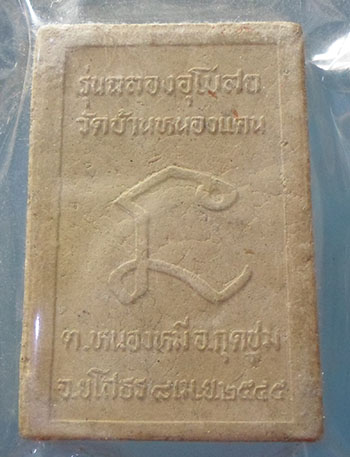 รุ่นฉลองอุโบสถ
วัดบ้านหนองแคน
ต.หนองหมี อ.กุดชุม
จ.ยโสธร ๘ เม.ย. ๒๕๔๕